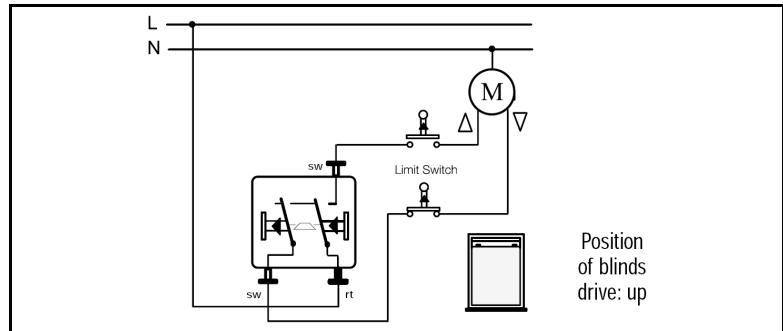 L
N
M
sw
Limit Switch
sw
rt
Position
of blinds
drive: up